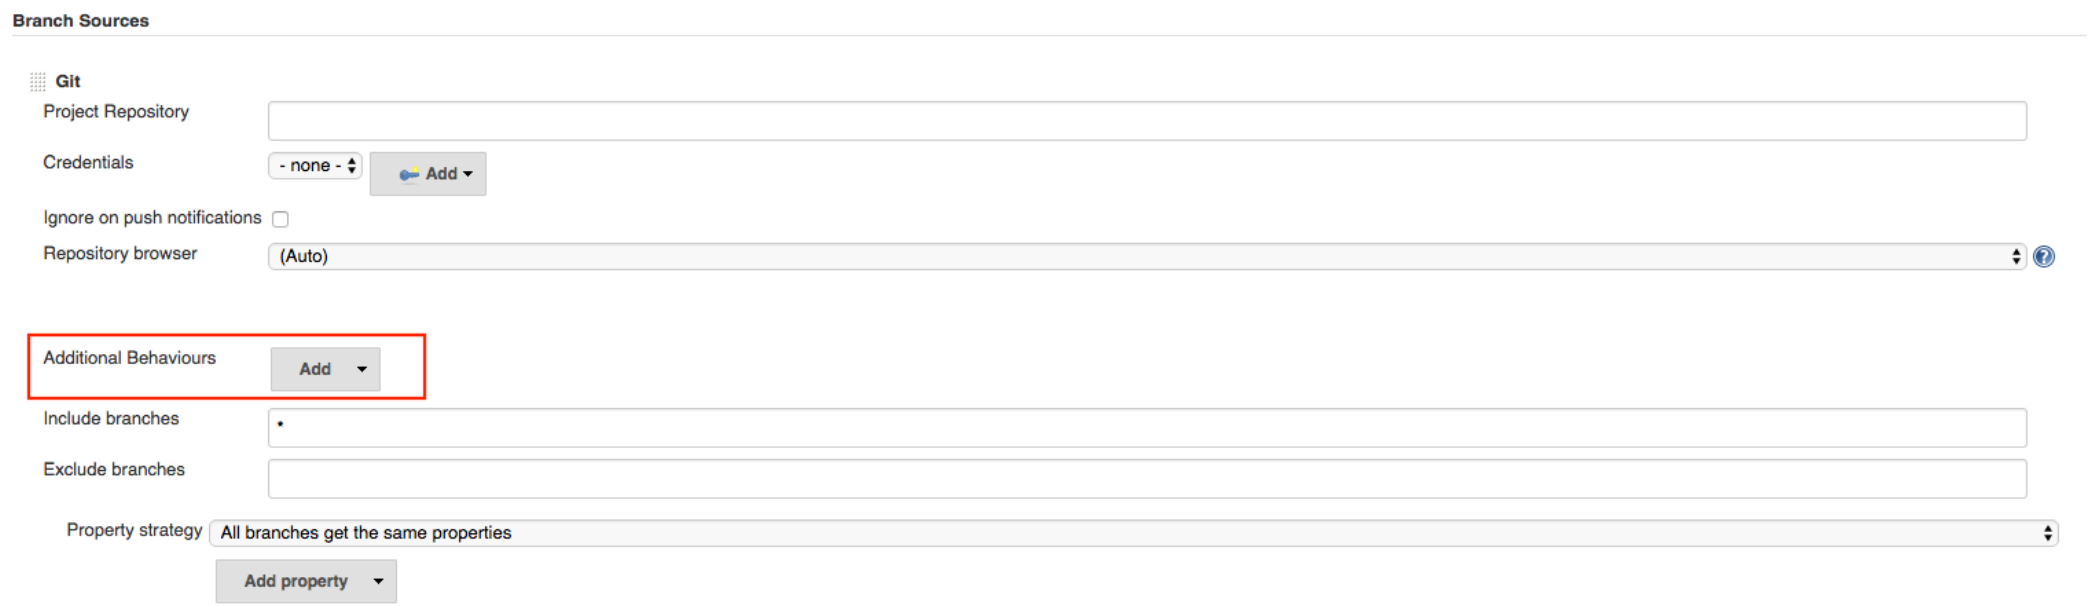 Branch Sources
Git
Project Repository
Credentials - none - Add
Ignore on push notifications
Repository browser (Auto)
Additional Behaviours Add
Include branches *
Exclude branches
Property strategy All branches get the same properties
Add property